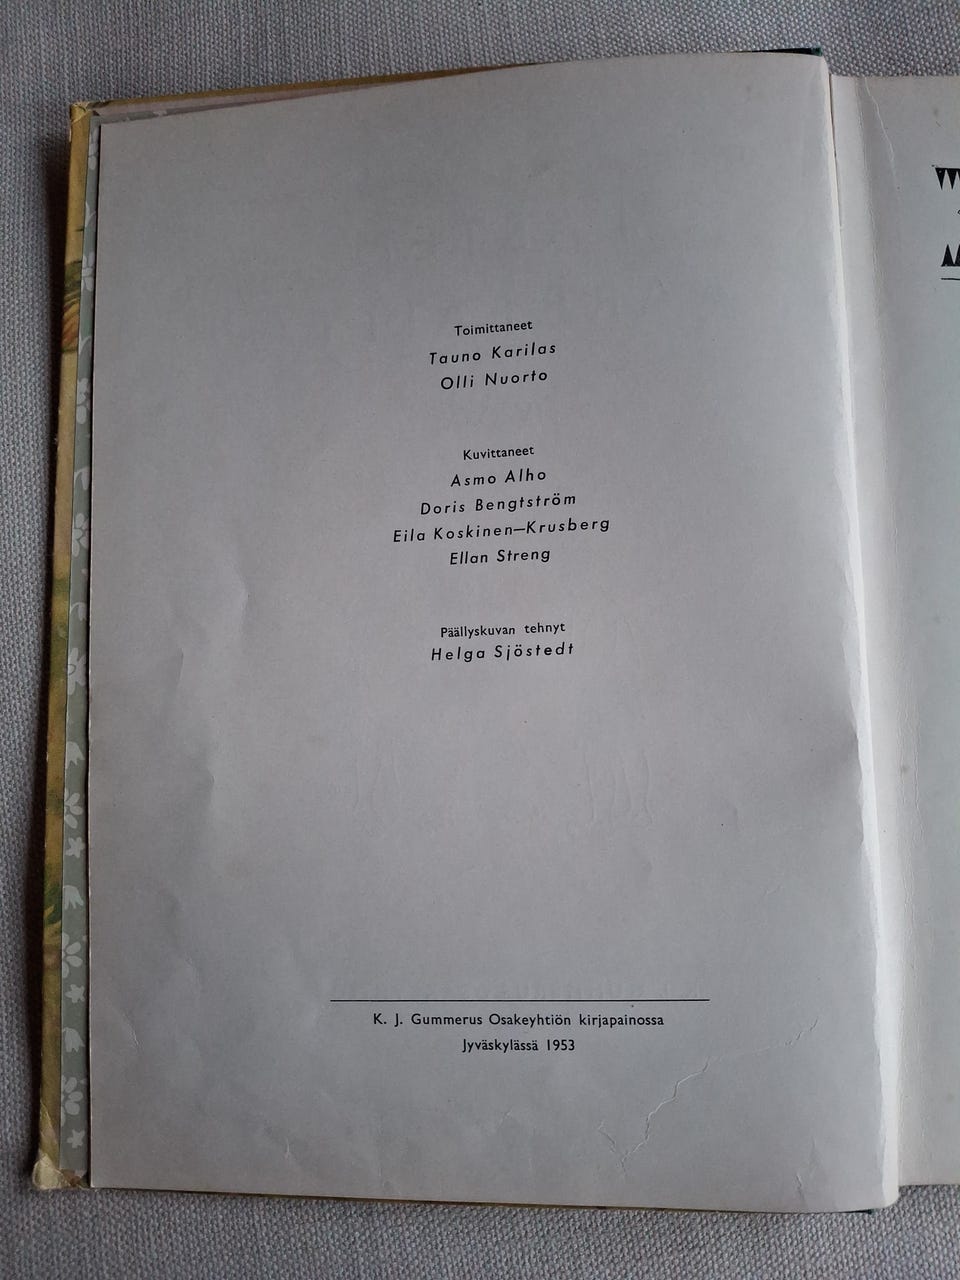 Toimittaneet
Tauno Karilas
Olli Nuorto
Kuvittaneet
Asmo Alho
Doris Bengtström
Eila Koskinen—Krusberg
Ellan Streng
Päällyskuvan tehnyt
Helga Sjöstedt
K. J. Gummerus Osakeyhtiön kirjapainossa
Jyväskylässä 1953